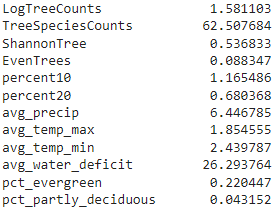 LogTreeCounts 1.581103
TreeSpeciesCounts 62.507684
ShannonTree 0.536833
EvenTrees 0.088347
percent10 1.165486
percent20 0.680368
avg_precip 6.446785
avg_temp_max 1.854555
avg_temp_min 2.439787
avg_water_deficit 26.293764
pct_evergreen 0.220447
pct_partly_deciduous 0.043152